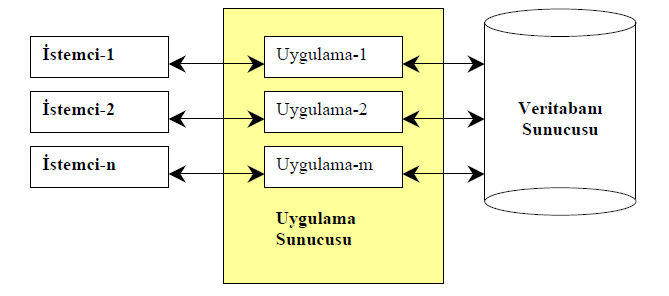 İstemci-1
Uygulama-1
İstemci-2
Uygulama-2
Veritabanı
Sunucusu
İstemci-n
Uygulama-m
Uygulama
Sunucusu